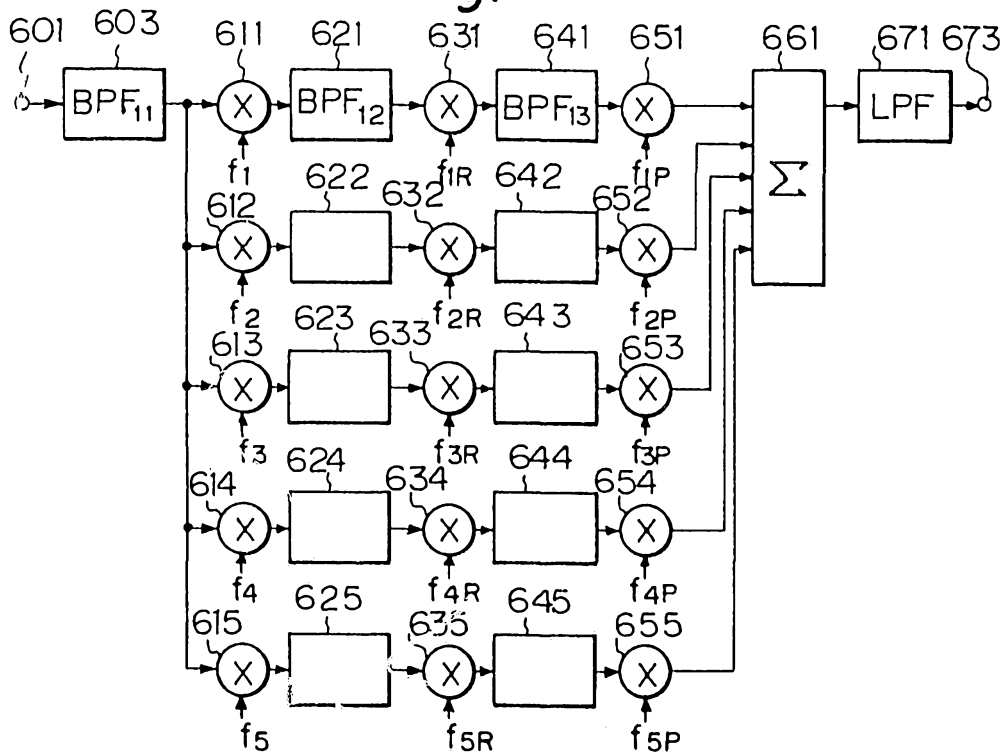 601 603 611 621 631 641 651 661 671 673
BPF11 X BPF12 X BPF13 X Σ LPF
f1 f1R f1P
612 622 632 642 652
X X X
f2 f2R f2P
613 623 633 643 653
X X X
f3 f3R f3P
614 624 634 644 654
X X X
f4 f4R f4P
615 625 635 645 655
X X X
f5 f5R f5P